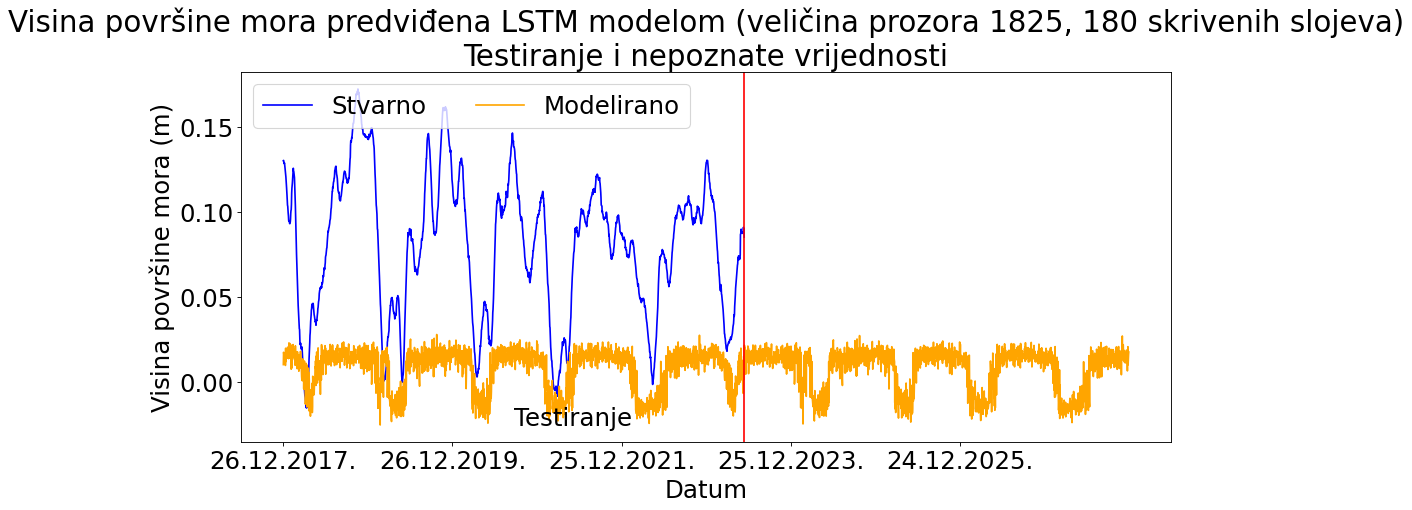 Visina površine mora predviđena LSTM modelom (veličina prozora 1825, 180 skrivenih slojeva)
Testiranje i nepoznate vrijednosti
Stvarno Modelirano
Visina površine mora (m)
0.15
0.10
0.05
0.00
Testiranje
26.12.2017. 26.12.2019. 25.12.2021. 25.12.2023. 24.12.2025.
Datum